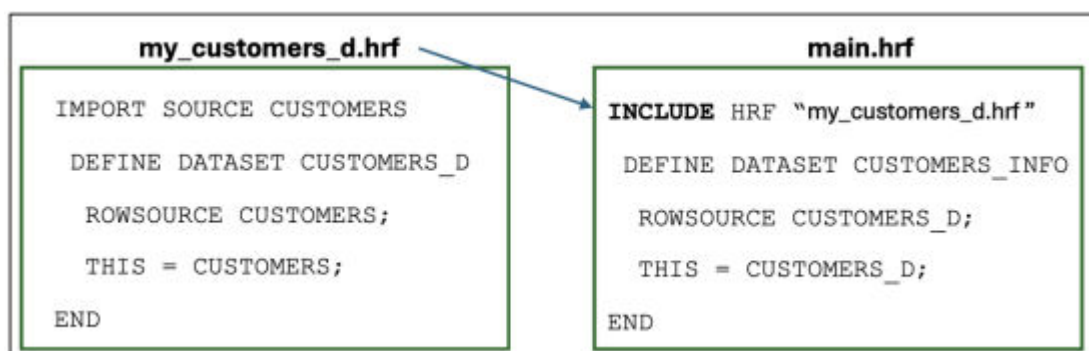 my_customers_d.hrf
IMPORT SOURCE CUSTOMERS
DEFINE DATASET CUSTOMERS_D
ROWSOURCE CUSTOMERS;
THIS = CUSTOMERS;
END
main.hrf
INCLUDE HRF “my_customers_d.hrf”
DEFINE DATASET CUSTOMERS_INFO
ROWSOURCE CUSTOMERS_D;
THIS = CUSTOMERS_D;
END